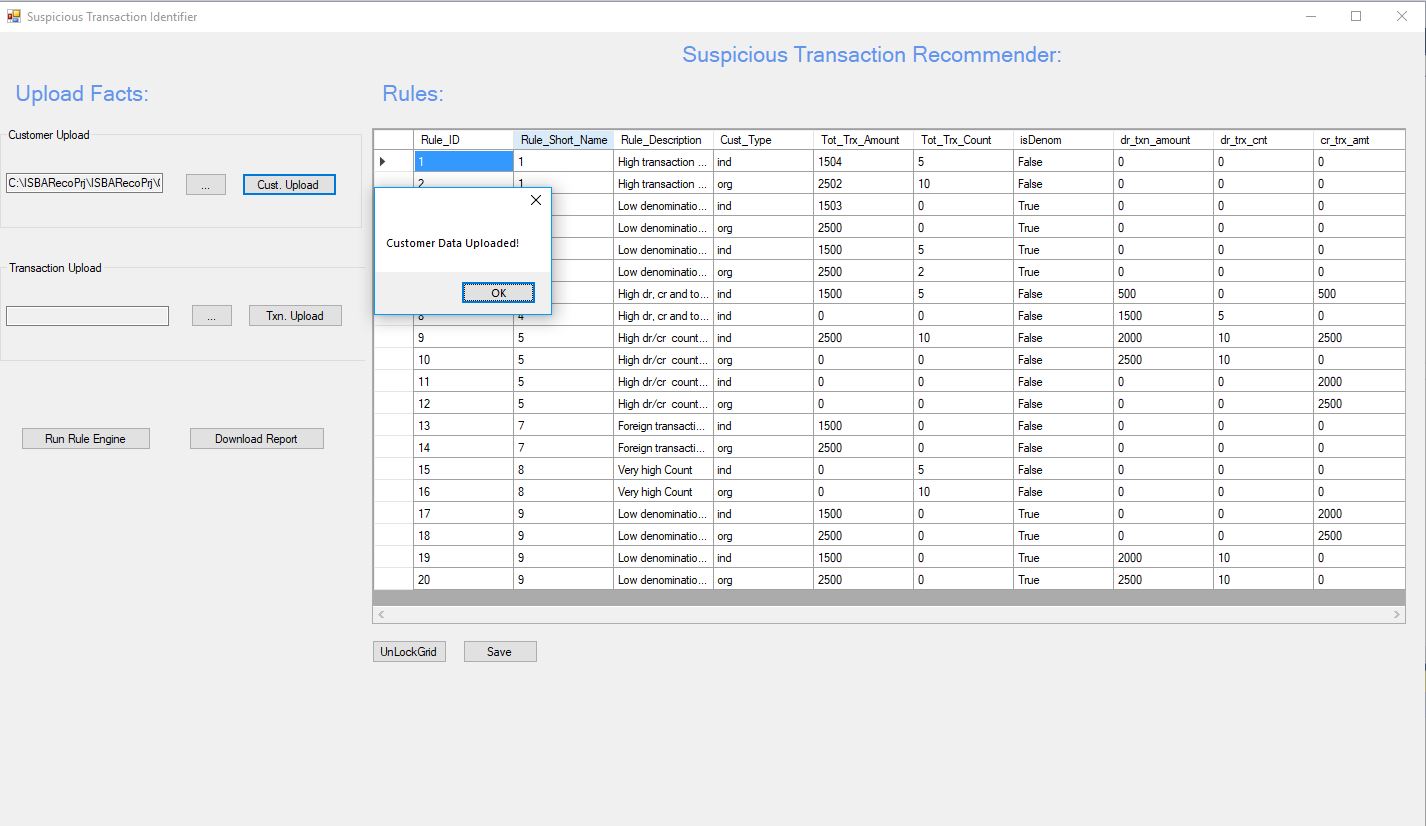 Suspicious Transaction Identifier
Suspicious Transaction Recommender:
Upload Facts:
Rules:
Customer Upload
C:\ISBARecoPrj\ISBARecoPrj\
...
Cust. Upload
Transaction Upload
...
Txn. Upload
Run Rule Engine
Download Report
Rule_ID Rule_Short_Name Rule_Description Cust_Type Tot_Trx_Amount Tot_Trx_Count isDenom dr_txn_amount dr_trx_cnt cr_trx_amt
1 1 High transaction ... ind 1504 5 False 0 0 0
2 1 High transaction ... org 2502 10 False 0 0 0
Low denominatio... ind 1503 0 True 0 0 0
Low denominatio... org 2500 0 True 0 0 0
Low denominatio... ind 1500 5 True 0 0 0
Low denominatio... org 2500 2 True 0 0 0
High dr, cr and to... ind 1500 5 False 500 0 500
8 4 High dr, cr and to... ind 0 0 False 1500 5 0
9 5 High dr/cr count... ind 2500 10 False 2000 10 2500
10 5 High dr/cr count... org 0 0 False 2500 10 0
11 5 High dr/cr count... ind 0 0 False 0 0 2000
12 5 High dr/cr count... org 0 0 False 0 0 2500
13 7 Foreign transacti... ind 1500 0 False 0 0 0
14 7 Foreign transacti... org 2500 0 False 0 0 0
15 8 Very high Count ind 0 5 False 0 0 0
16 8 Very high Count org 0 10 False 0 0 0
17 9 Low denominatio... ind 1500 0 True 0 0 2000
18 9 Low denominatio... org 2500 0 True 0 0 2500
19 9 Low denominatio... ind 1500 0 True 2000 10 0
20 9 Low denominatio... org 2500 0 True 2500 10 0
Customer Data Uploaded!
OK
UnLockGrid
Save